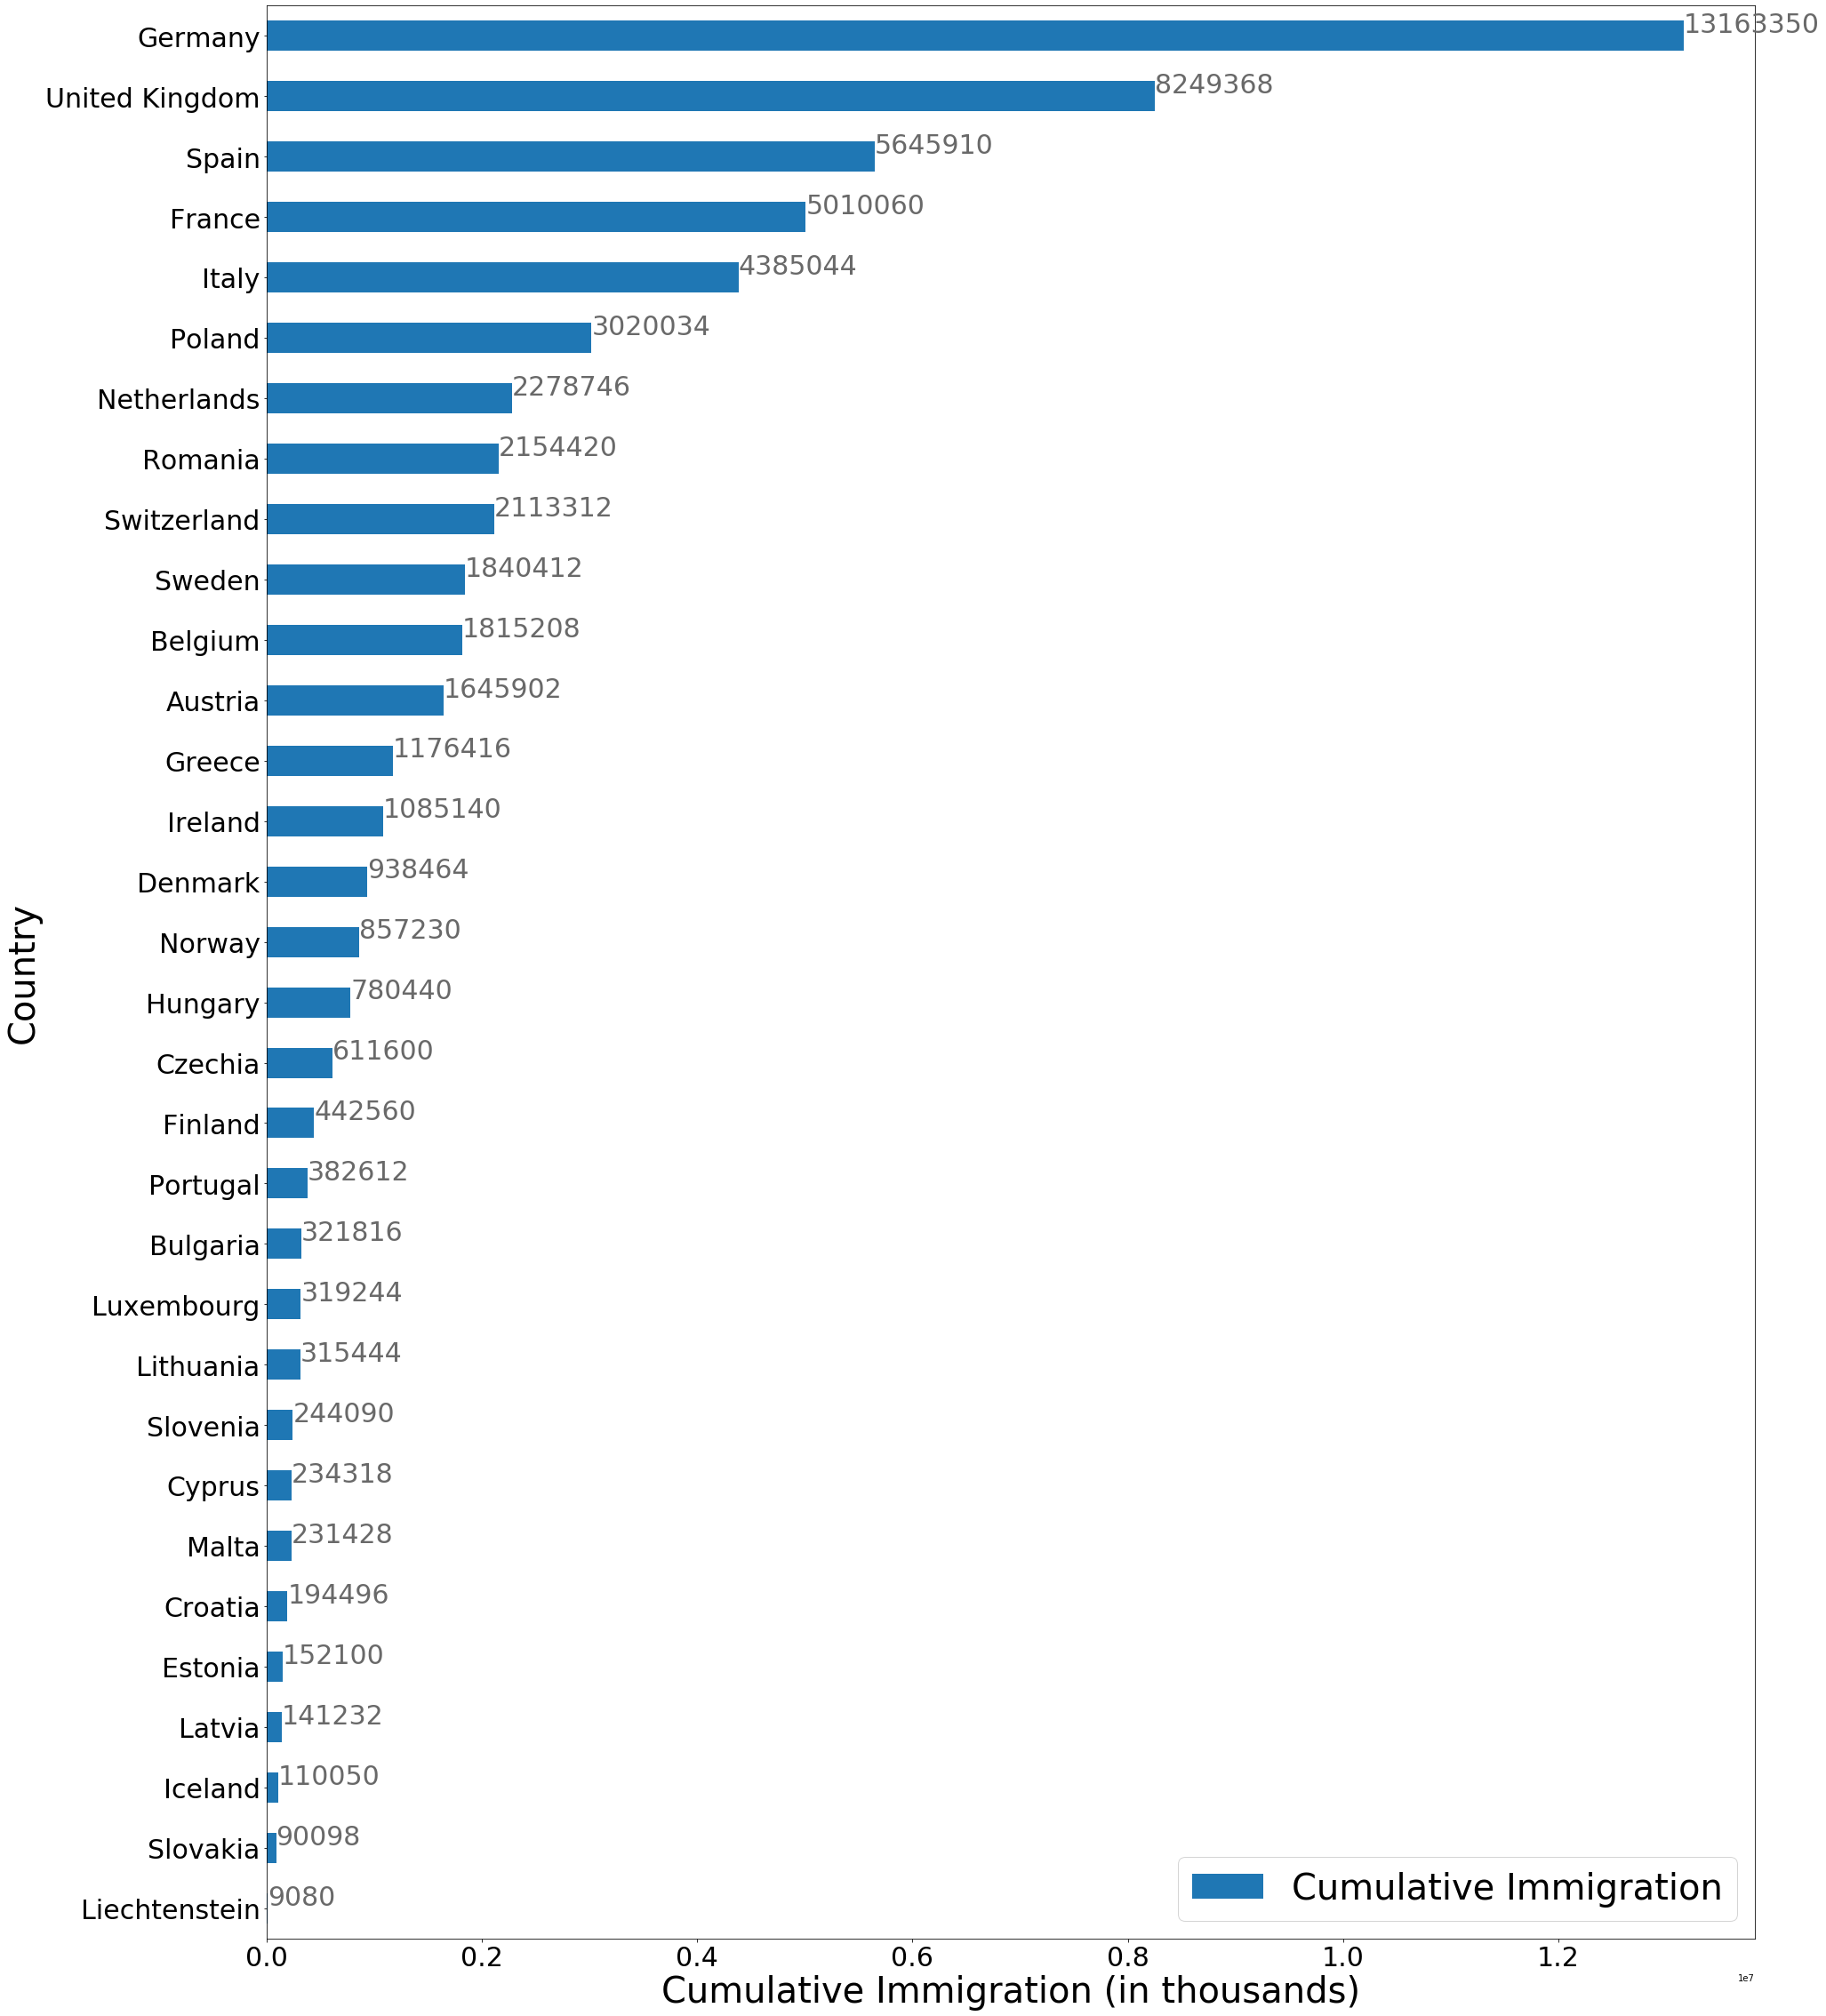 Germany 13163350
United Kingdom 8249368
Spain 5645910
France 5010060
Italy 4385044
Poland 3020034
Netherlands 2278746
Romania 2154420
Switzerland 2113312
Sweden 1840412
Belgium 1815208
Austria 1645902
Greece 1176416
Ireland 1085140
Denmark 938464
Norway 857230
Hungary 780440
Czechia 611600
Finland 442560
Portugal 382612
Bulgaria 321816
Luxembourg 319244
Lithuania 315444
Slovenia 244090
Cyprus 234318
Malta 231428
Croatia 194496
Estonia 152100
Latvia 141232
Iceland 110050
Slovakia 90098
Liechtenstein 9080
Country
Cumulative Immigration
0.0 0.2 0.4 0.6 0.8 1.0 1.2
1e7
Cumulative Immigration (in thousands)